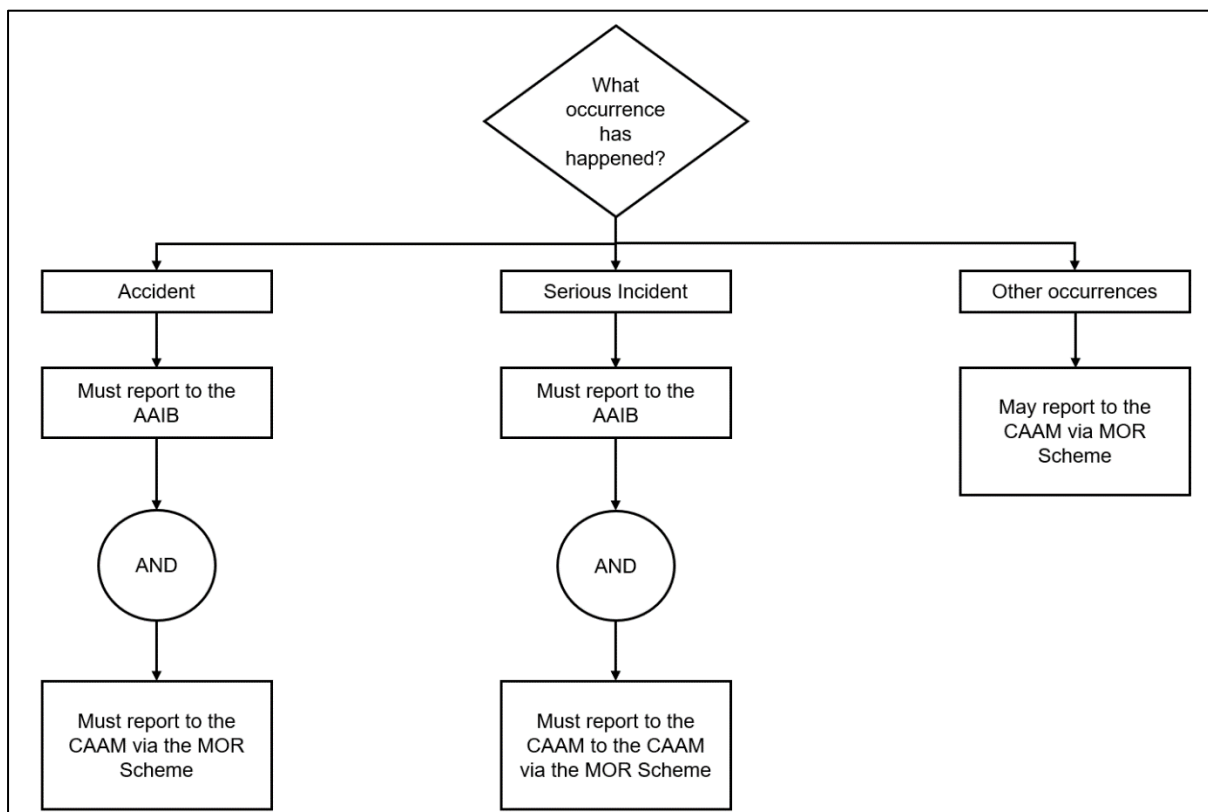 What
occurrence
has
happened?
Accident
Serious Incident
Other occurrences
Must report to the
AAIB
Must report to the
AAIB
May report to the
CAAM via MOR
Scheme
AND
AND
Must report to the
CAAM via the MOR
Scheme
Must report to the
CAAM to the CAAM
via the MOR Scheme